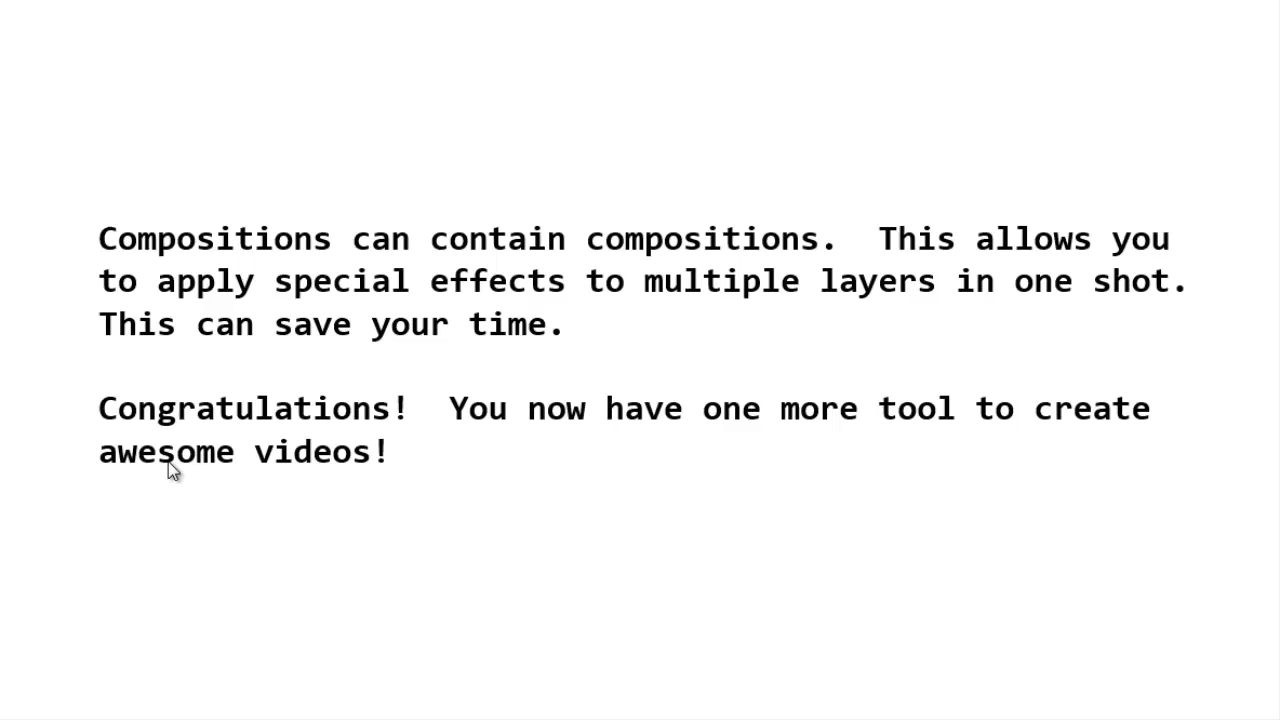 Compositions can contain compositions.  This allows you
to apply special effects to multiple layers in one shot.
This can save your time.
Congratulations!  You now have one more tool to create
awesome videos!